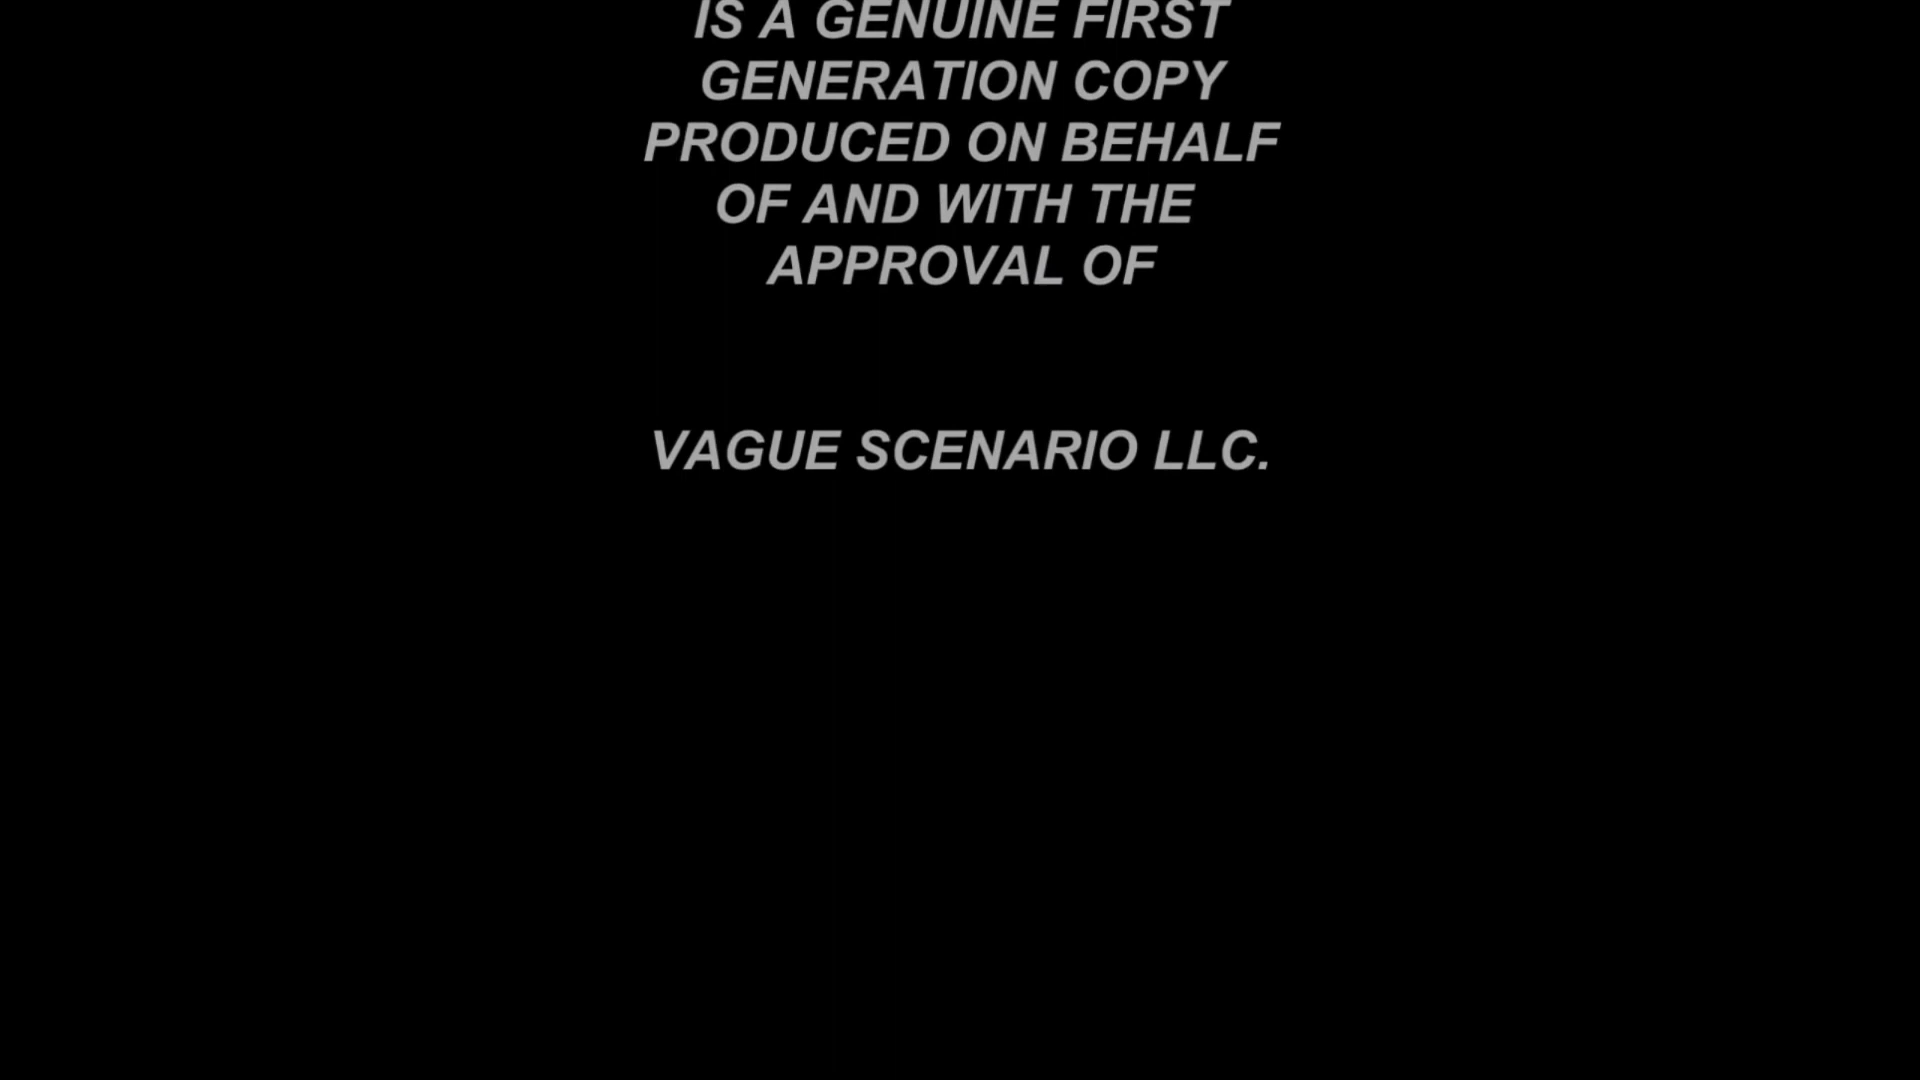 IS A GENUINE FIRST
GENERATION COPY
PRODUCED ON BEHALF
OF AND WITH THE
APPROVAL OF
VAGUE SCENARIO LLC.